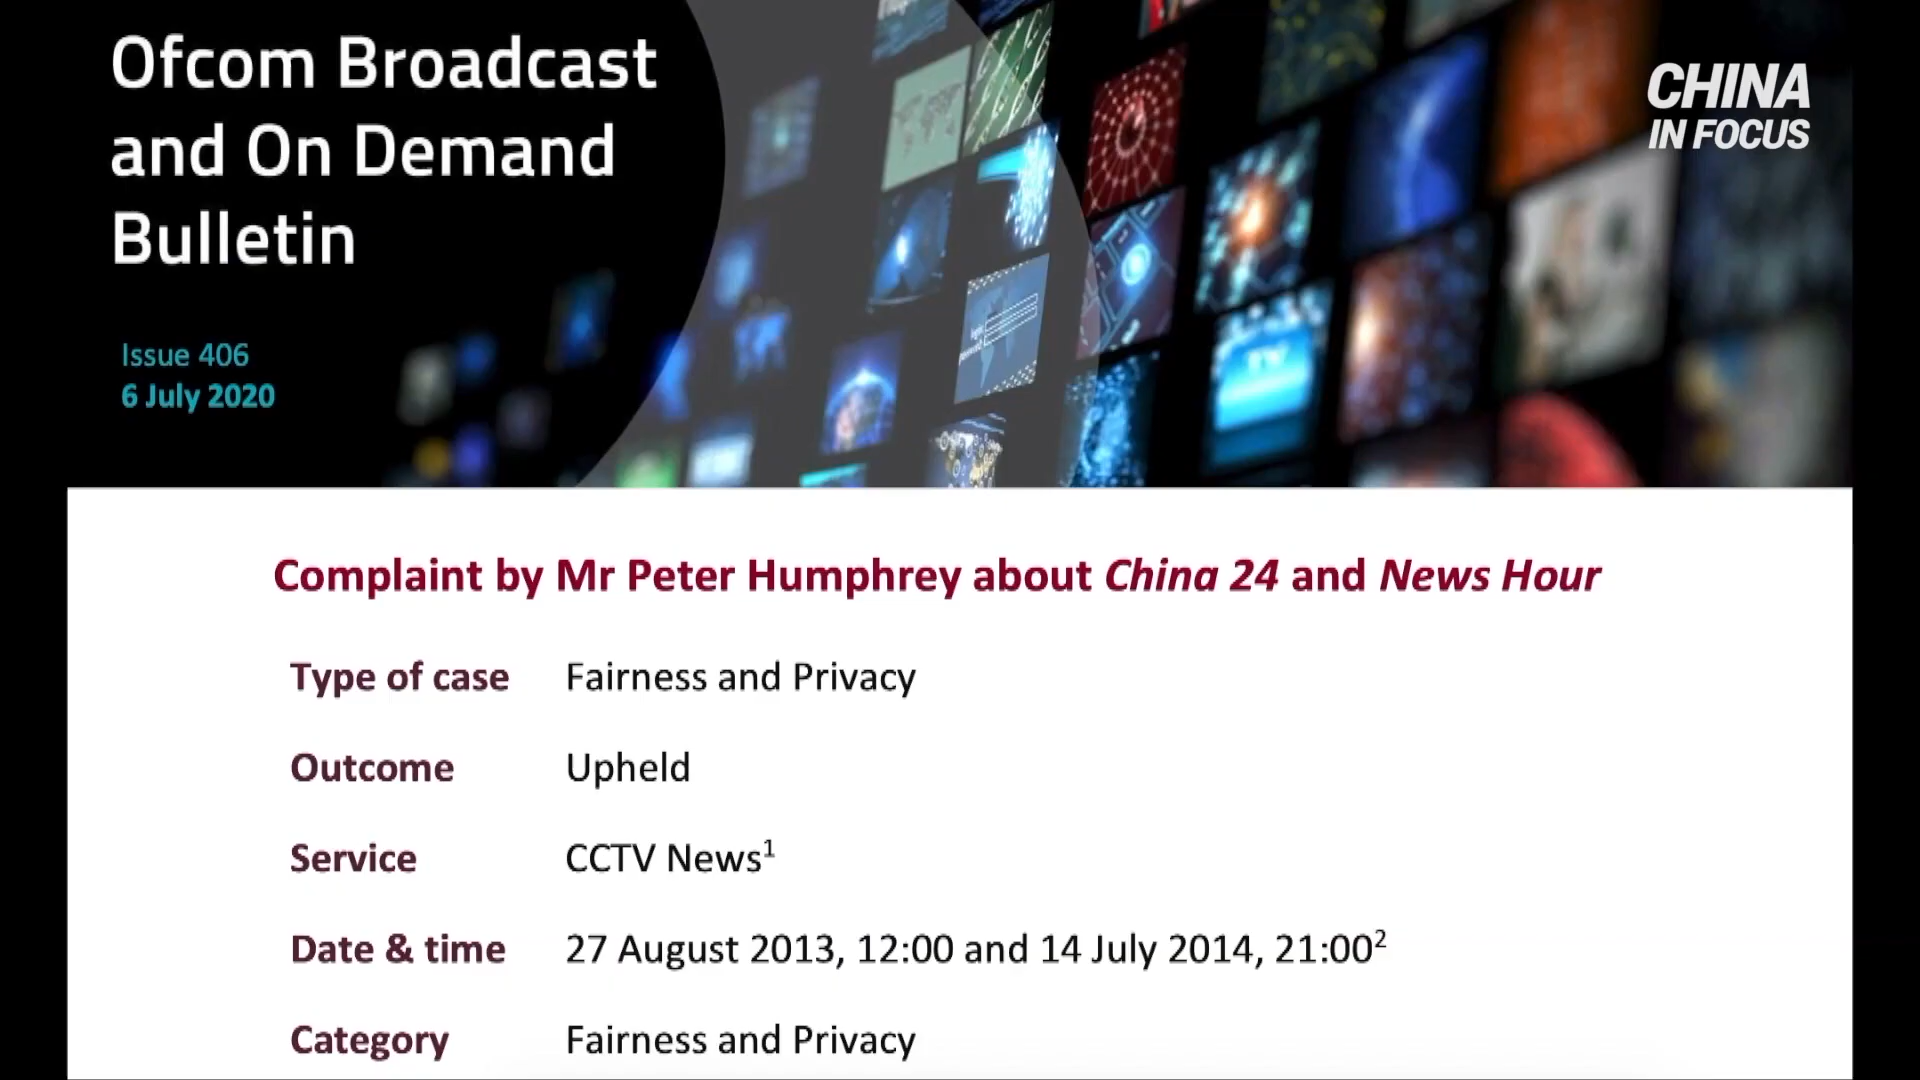 Ofcom Broadcast
and On Demand
Bulletin
Issue 406
6 July 2020
CHINA
IN FOCUS
Complaint by Mr Peter Humphrey about China 24 and News Hour
Type of case Fairness and Privacy
Outcome Upheld
Service CCTV News¹
Date & time 27 August 2013, 12:00 and 14 July 2014, 21:00²
Category Fairness and Privacy